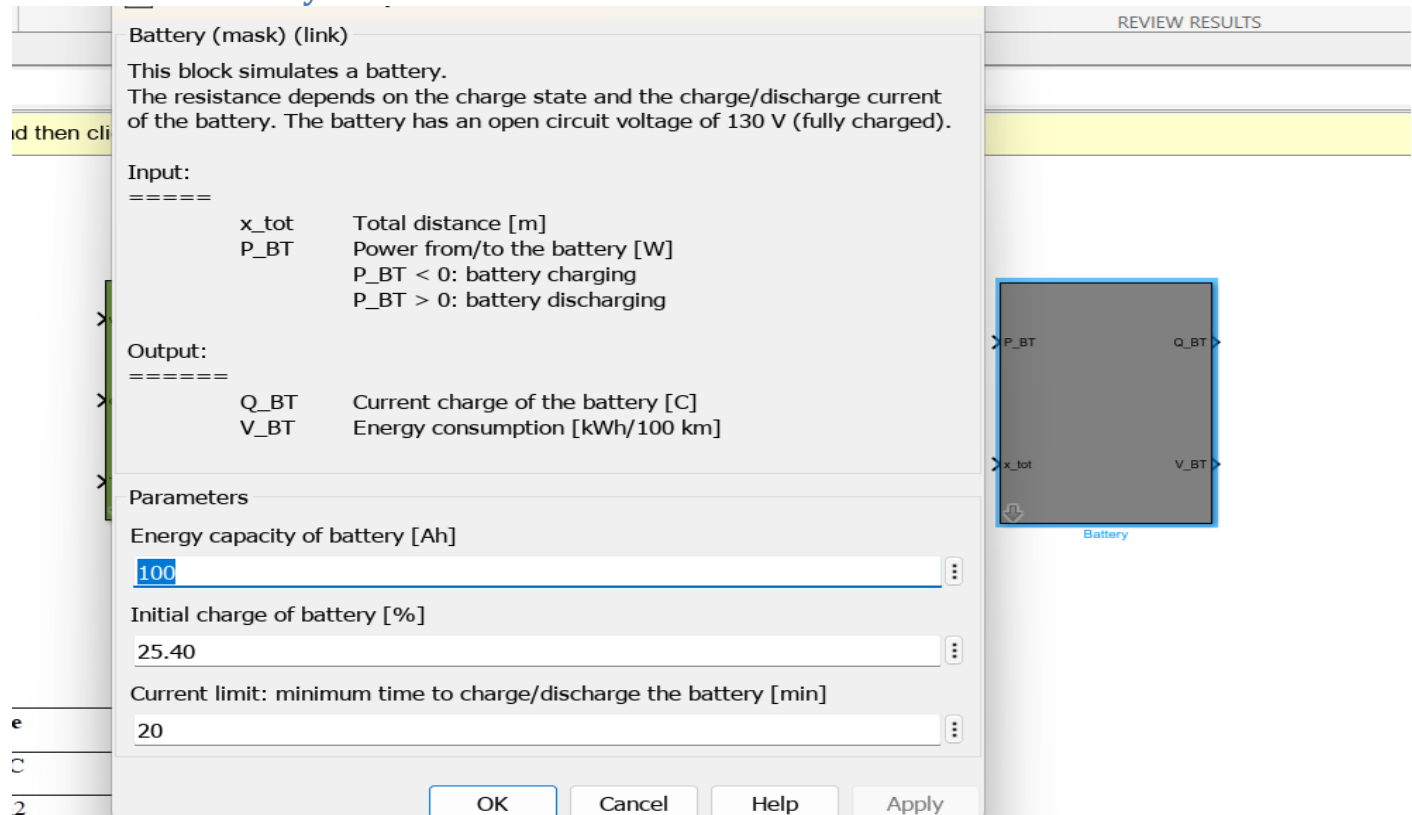 REVIEW RESULTS
Battery (mask) (link)
This block simulates a battery.
The resistance depends on the charge state and the charge/discharge current
of the battery. The battery has an open circuit voltage of 130 V (fully charged).
nd then cli
Input:
=====
x_tot Total distance [m]
P_BT Power from/to the battery [W]
P_BT < 0: battery charging
P_BT > 0: battery discharging
Output:
======
Q_BT Current charge of the battery [C]
V_BT Energy consumption [kWh/100 km]
P_BT Q_BT
x_tot V_BT
Battery
Parameters
Energy capacity of battery [Ah]
100
Initial charge of battery [%]
25.40
Current limit: minimum time to charge/discharge the battery [min]
20
e
C
2
OK Cancel Help Apply